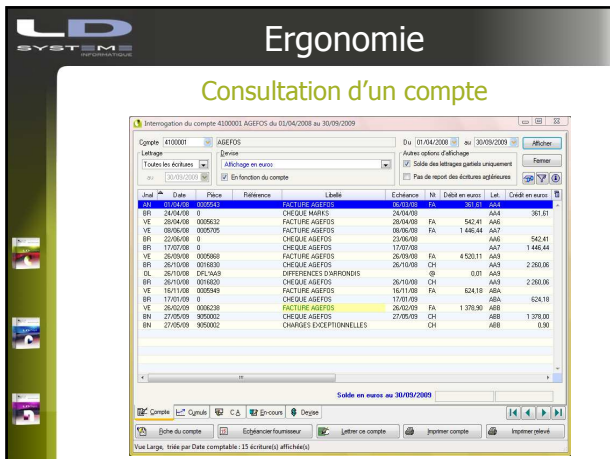 LD
SYSTEME
INFORMATIQUE
Ergonomie
Consultation d'un compte
Interrogation du compte 4100001 AGEFOS du 01/04/2008 au 30/09/2009
Compte 4100001 AGEFOS Du 01/04/2008 au 30/09/2009 Afficher
Lettrage Devise Autres options d'affichage
Toutes les écritures Affichage en euros Solde des lettrages partiels uniquement Fermer
au 30/09/2009 En fonction du compte Pas de report des écritures antérieures
Jnal Date Pièce Référence Libellé Echéance Nt Débit en euros Let. Crédit en euros
AN 01/04/08 0005543 FACTURE AGEFOS 06/03/08 FA 361,61 AA4
BR 24/04/08 0 CHEQUE MARKS 24/04/08 AA4 361,61
VE 28/04/08 0005632 FACTURE AGEFOS 28/04/08 FA 542,41 AA6
VE 08/06/08 0005705 FACTURE AGEFOS 08/06/08 FA 1 446,44 AA7
BR 22/06/08 0 CHEQUE AGEFOS 23/06/08 AA6 542,41
BR 17/07/08 0 CHEQUE AGEFOS 17/07/08 AA7 1 446,44
VE 26/09/08 0005868 FACTURE AGEFOS 26/09/08 FA 4 520,11 AA9
BR 26/10/08 0016830 CHEQUE AGEFOS 26/10/08 CH AA9 2 260,06
OL 26/10/08 DFL'AA9 DIFFERENCES D'ARRONDIS @ 0,01 AA9
BR 26/10/08 0016820 CHEQUE AGEFOS 26/10/08 CH AA9 2 260,06
VE 16/11/08 0005949 FACTURE AGEFOS 16/11/08 FA 624,18 ABA
BR 17/01/09 0 CHEQUE AGEFOS 17/01/09 ABA 624,18
VE 26/02/09 0006238 FACTURE AGEFOS 26/02/09 FA 1 378,90 ABB
BN 27/05/09 9050002 CHEQUE AGEFOS 27/05/09 CH ABB 1 378,00
BN 27/05/09 9050002 CHARGES EXCEPTIONNELLES CH ABB 0,90
Solde en euros au 30/09/2009
Compte Cumuls C.A En-cours Devise
Fiche du compte Echéancier fournisseur Lettrer ce compte Imprimer compte Imprimer relevé
Vue Large, triée par Date comptable : 15 écriture(s) affichée(s)